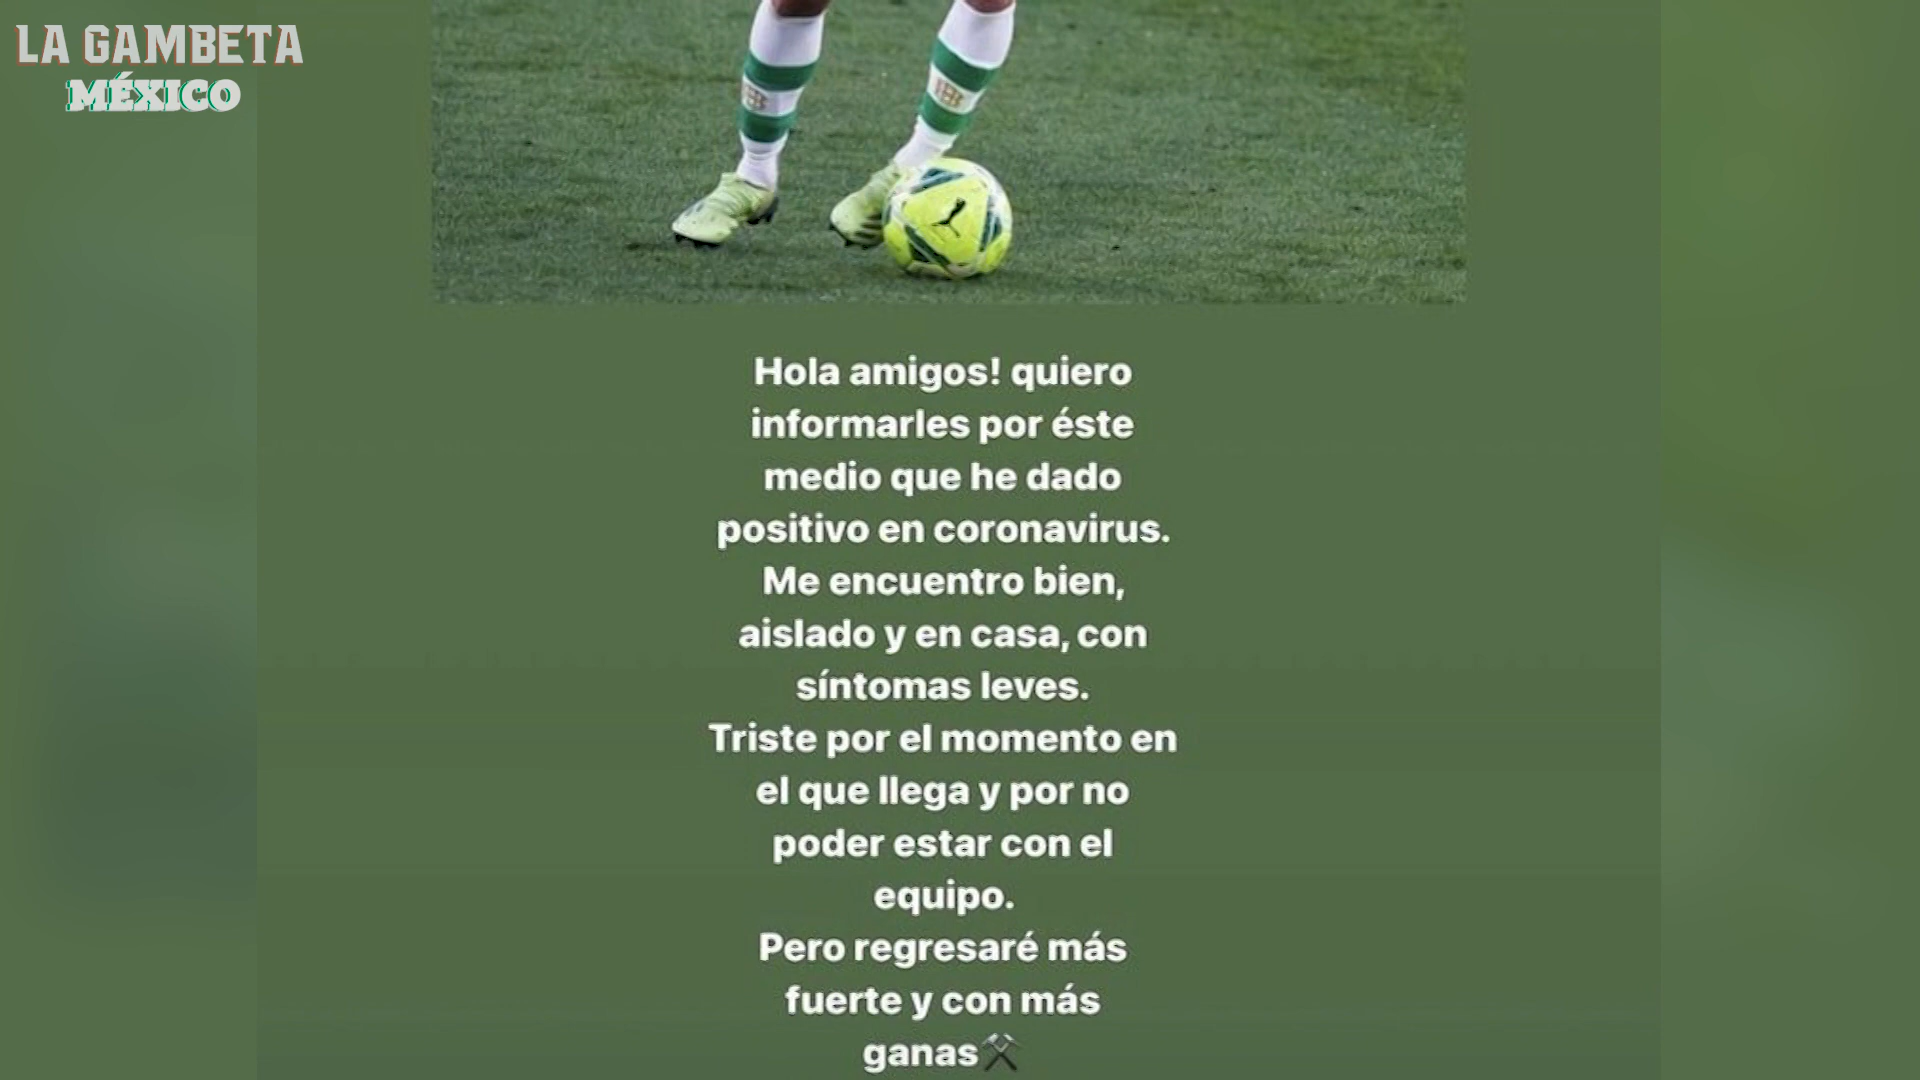 LA GAMBETA
MÉXICO
Hola amigos! quiero
informarles por éste
medio que he dado
positivo en coronavirus.
Me encuentro bien,
aislado y en casa, con
síntomas leves.
Triste por el momento en
el que llega y por no
poder estar con el
equipo.
Pero regresaré más
fuerte y con más
ganas⚒️